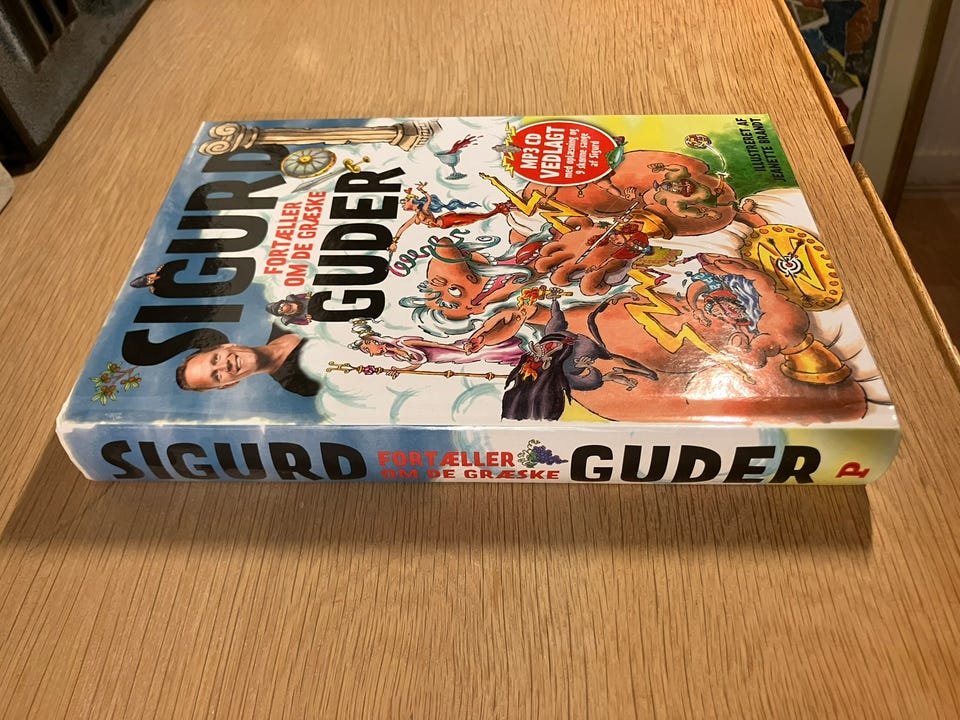 SIGURD
FORTÆLLER
OM DE GRÆSKE
GUDER
MP3 CD
VEDLAGT
med oplæsning og
9 skønne sange
af Sigurd
ILLUSTRERET AF
JEANETTE BRANDT
SIGURD
FORTÆLLER
OM DE GRÆSKE
GUDER
P